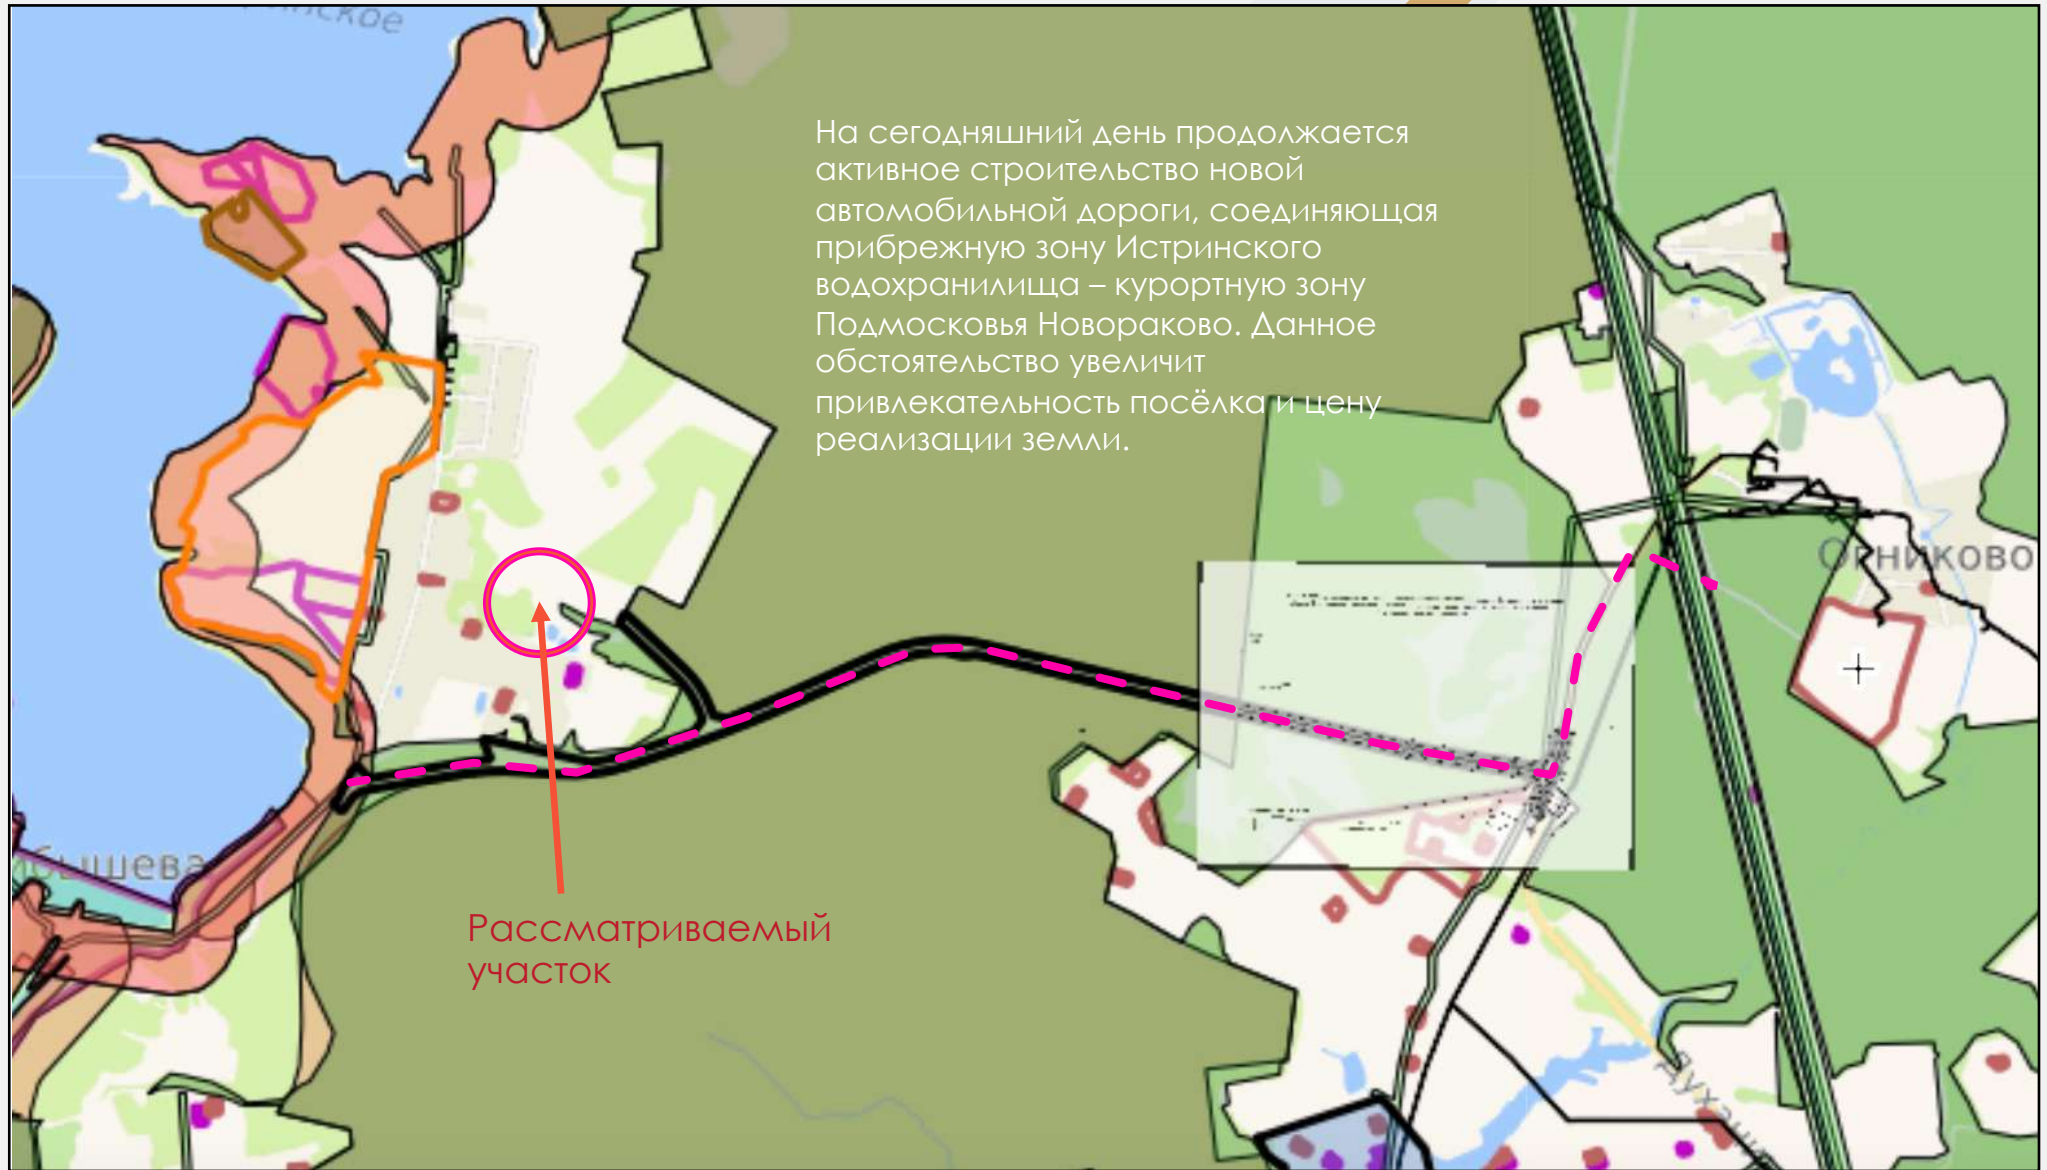 На сегодняшний день продолжается
активное строительство новой
автомобильной дороги, соединяющая
прибрежную зону Истринского
водохранилища – курортную зону
Подмосковья Новораково. Данное
обстоятельство увеличит
привлекательность посёлка и цену
реализации земли.
Огниково
Рассматриваемый
участок